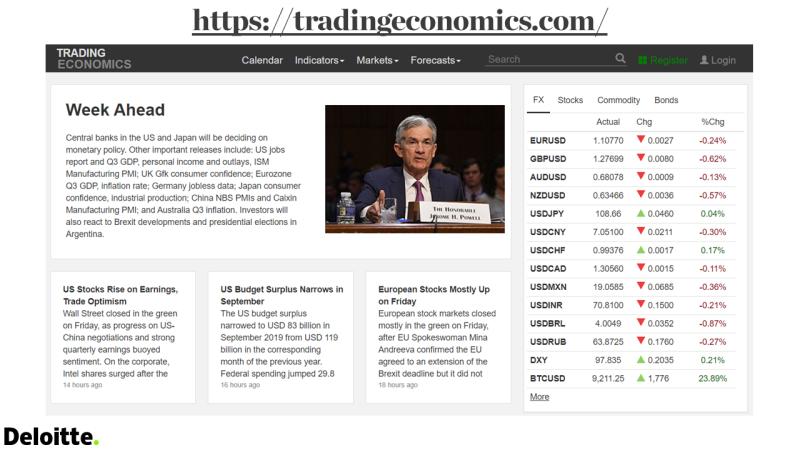 https://tradingeconomics.com/
TRADING
ECONOMICS
Calendar Indicators Markets Forecasts Search Register Login
Week Ahead
Central banks in the US and Japan will be deciding on
monetary policy. Other important releases include: US jobs
report and Q3 GDP, personal income and outlays, ISM
Manufacturing PMI; UK Gfk consumer confidence; Eurozone
Q3 GDP, inflation rate; Germany jobless data; Japan consumer
confidence, industrial production; China NBS PMIs and Caixin
Manufacturing PMI; and Australia Q3 inflation. Investors will
also react to Brexit developments and presidential elections in
Argentina.
THE HONORABLE
JEROME H. POWELL
US Stocks Rise on Earnings,
Trade Optimism
Wall Street closed in the green
on Friday, as progress on US-
China negotiations and strong
quarterly earnings buoyed
sentiment. On the corporate,
Intel shares surged after the
14 hours ago
US Budget Surplus Narrows in
September
The US budget surplus
narrowed to USD 83 billion in
September 2019 from USD 119
billion in the corresponding
month of the previous year.
Federal spending jumped 29.8
16 hours ago
European Stocks Mostly Up
on Friday
European stock markets closed
mostly in the green on Friday,
after EU Spokeswoman Mina
Andreeva confirmed the EU
agreed to an extension of the
Brexit deadline but it did not
18 hours ago
FX Stocks Commodity Bonds
Actual Chg %Chg
EURUSD 1.10770 0.0027 -0.24%
GBPUSD 1.27699 0.0080 -0.62%
AUDUSD 0.68078 0.0009 -0.13%
NZDUSD 0.63466 0.0036 -0.57%
USDJPY 108.66 0.0460 0.04%
USDCNY 7.05100 0.0211 -0.30%
USDCHF 0.99376 0.0017 0.17%
USDCAD 1.30560 0.0015 -0.11%
USDMXN 19.0585 0.0685 -0.36%
USDINR 70.8100 0.1500 -0.21%
USDBRL 4.0049 0.0352 -0.87%
USDRUB 63.8725 0.1760 -0.27%
DXY 97.835 0.2035 0.21%
BTCUSD 9,211.25 1,776 23.89%
More
Deloitte.